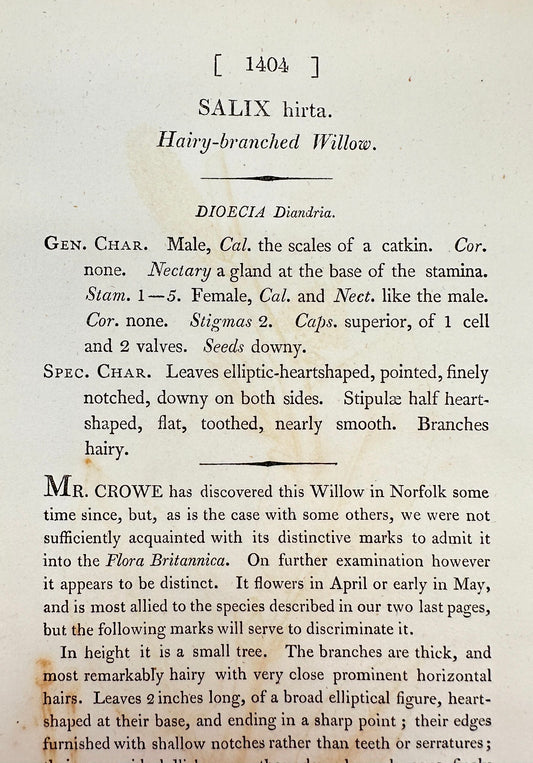 [ 1404 ]
SALIX hirta.
Hairy-branched Willow.
DIOECIA Diandria.
GEN. CHAR. Male, Cal. the scales of a catkin. Cor.
none. Nectary a gland at the base of the stamina.
Stam. 1—5. Female, Cal. and Nect. like the male.
Cor. none. Stigmas 2. Caps. superior, of 1 cell
and 2 valves. Seeds downy.
SPEC. CHAR. Leaves elliptic-heartshaped, pointed, finely
notched, downy on both sides. Stipulæ half heart-
shaped, flat, toothed, nearly smooth. Branches
hairy.
MR. CROWE has discovered this Willow in Norfolk some
time since, but, as is the case with some others, we were not
sufficiently acquainted with its distinctive marks to admit it
into the Flora Britannica. On further examination however
it appears to be distinct. It flowers in April or early in May,
and is most allied to the species described in our two last pages,
but the following marks will serve to discriminate it.
In height it is a small tree. The branches are thick, and
most remarkably hairy with very close prominent horizontal
hairs. Leaves 2 inches long, of a broad elliptical figure, heart-
shaped at their base, and ending in a sharp point; their edges
furnished with shallow notches rather than teeth or serratures;